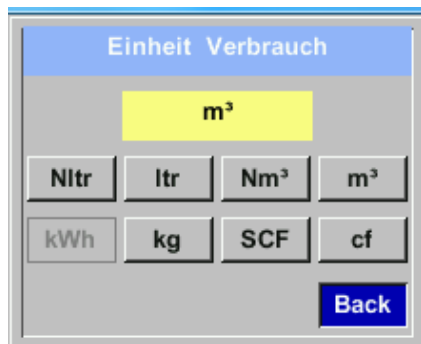 Einheit Verbrauch
m³
Nltr ltr Nm³ m³
kWh kg SCF cf
Back